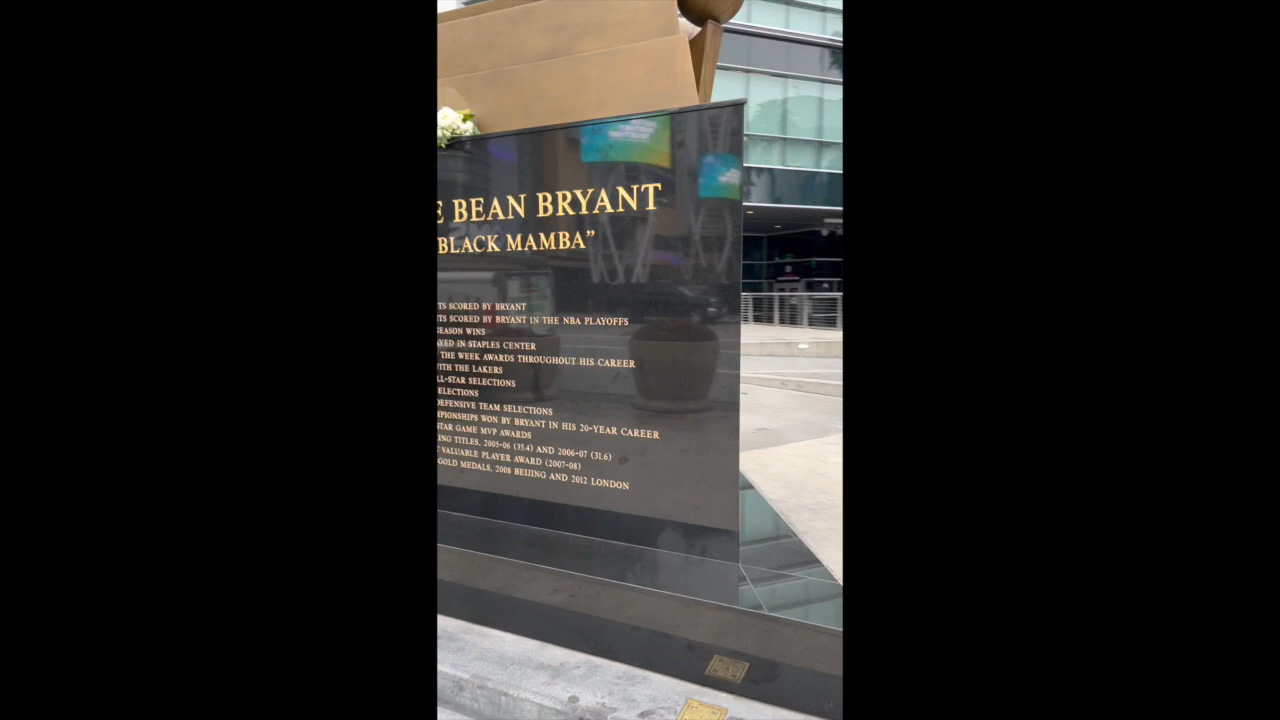 E BEAN BRYANT
BLACK MAMBA”
TS SCORED BY BRYANT
TS SCORED BY BRYANT IN THE NBA PLAYOFFS
SEASON WINS
AYED IN STAPLES CENTER
THE WEEK AWARDS THROUGHOUT HIS CAREER
ITH THE LAKERS
LL-STAR SELECTIONS
ELECTIONS
DEFENSIVE TEAM SELECTIONS
MPIONSHIPS WON BY BRYANT IN HIS 20-YEAR CAREER
STAR GAME MVP AWARDS
ING TITLES, 2005-06 (35.4) AND 2006-07 (31.6)
VALUABLE PLAYER AWARD (2007-08)
GOLD MEDALS, 2008 BEIJING AND 2012 LONDON